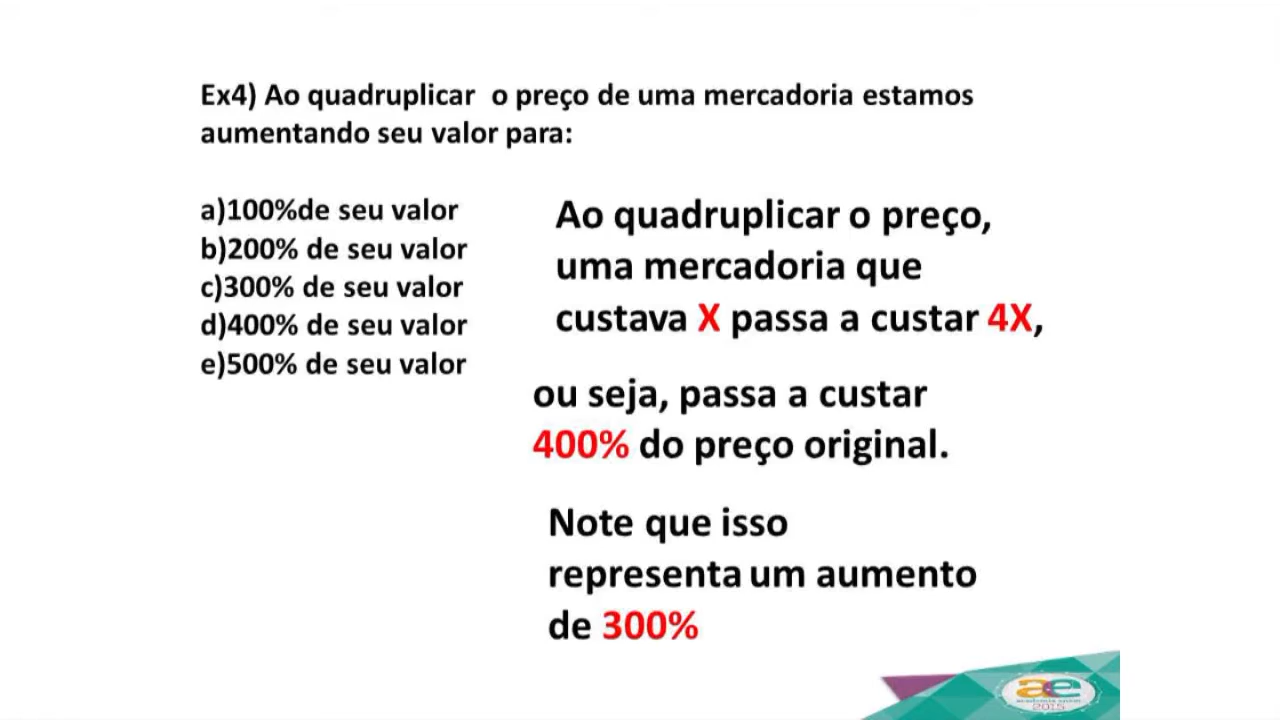 Ex4) Ao quadruplicar o preço de uma mercadoria estamos
aumentando seu valor para:
a)100%de seu valor
b)200% de seu valor
c)300% de seu valor
d)400% de seu valor
e)500% de seu valor
Ao quadruplicar o preço,
uma mercadoria que
custava X passa a custar 4X,
ou seja, passa a custar
400% do preço original.
Note que isso
representa um aumento
de 300%
ae
2015